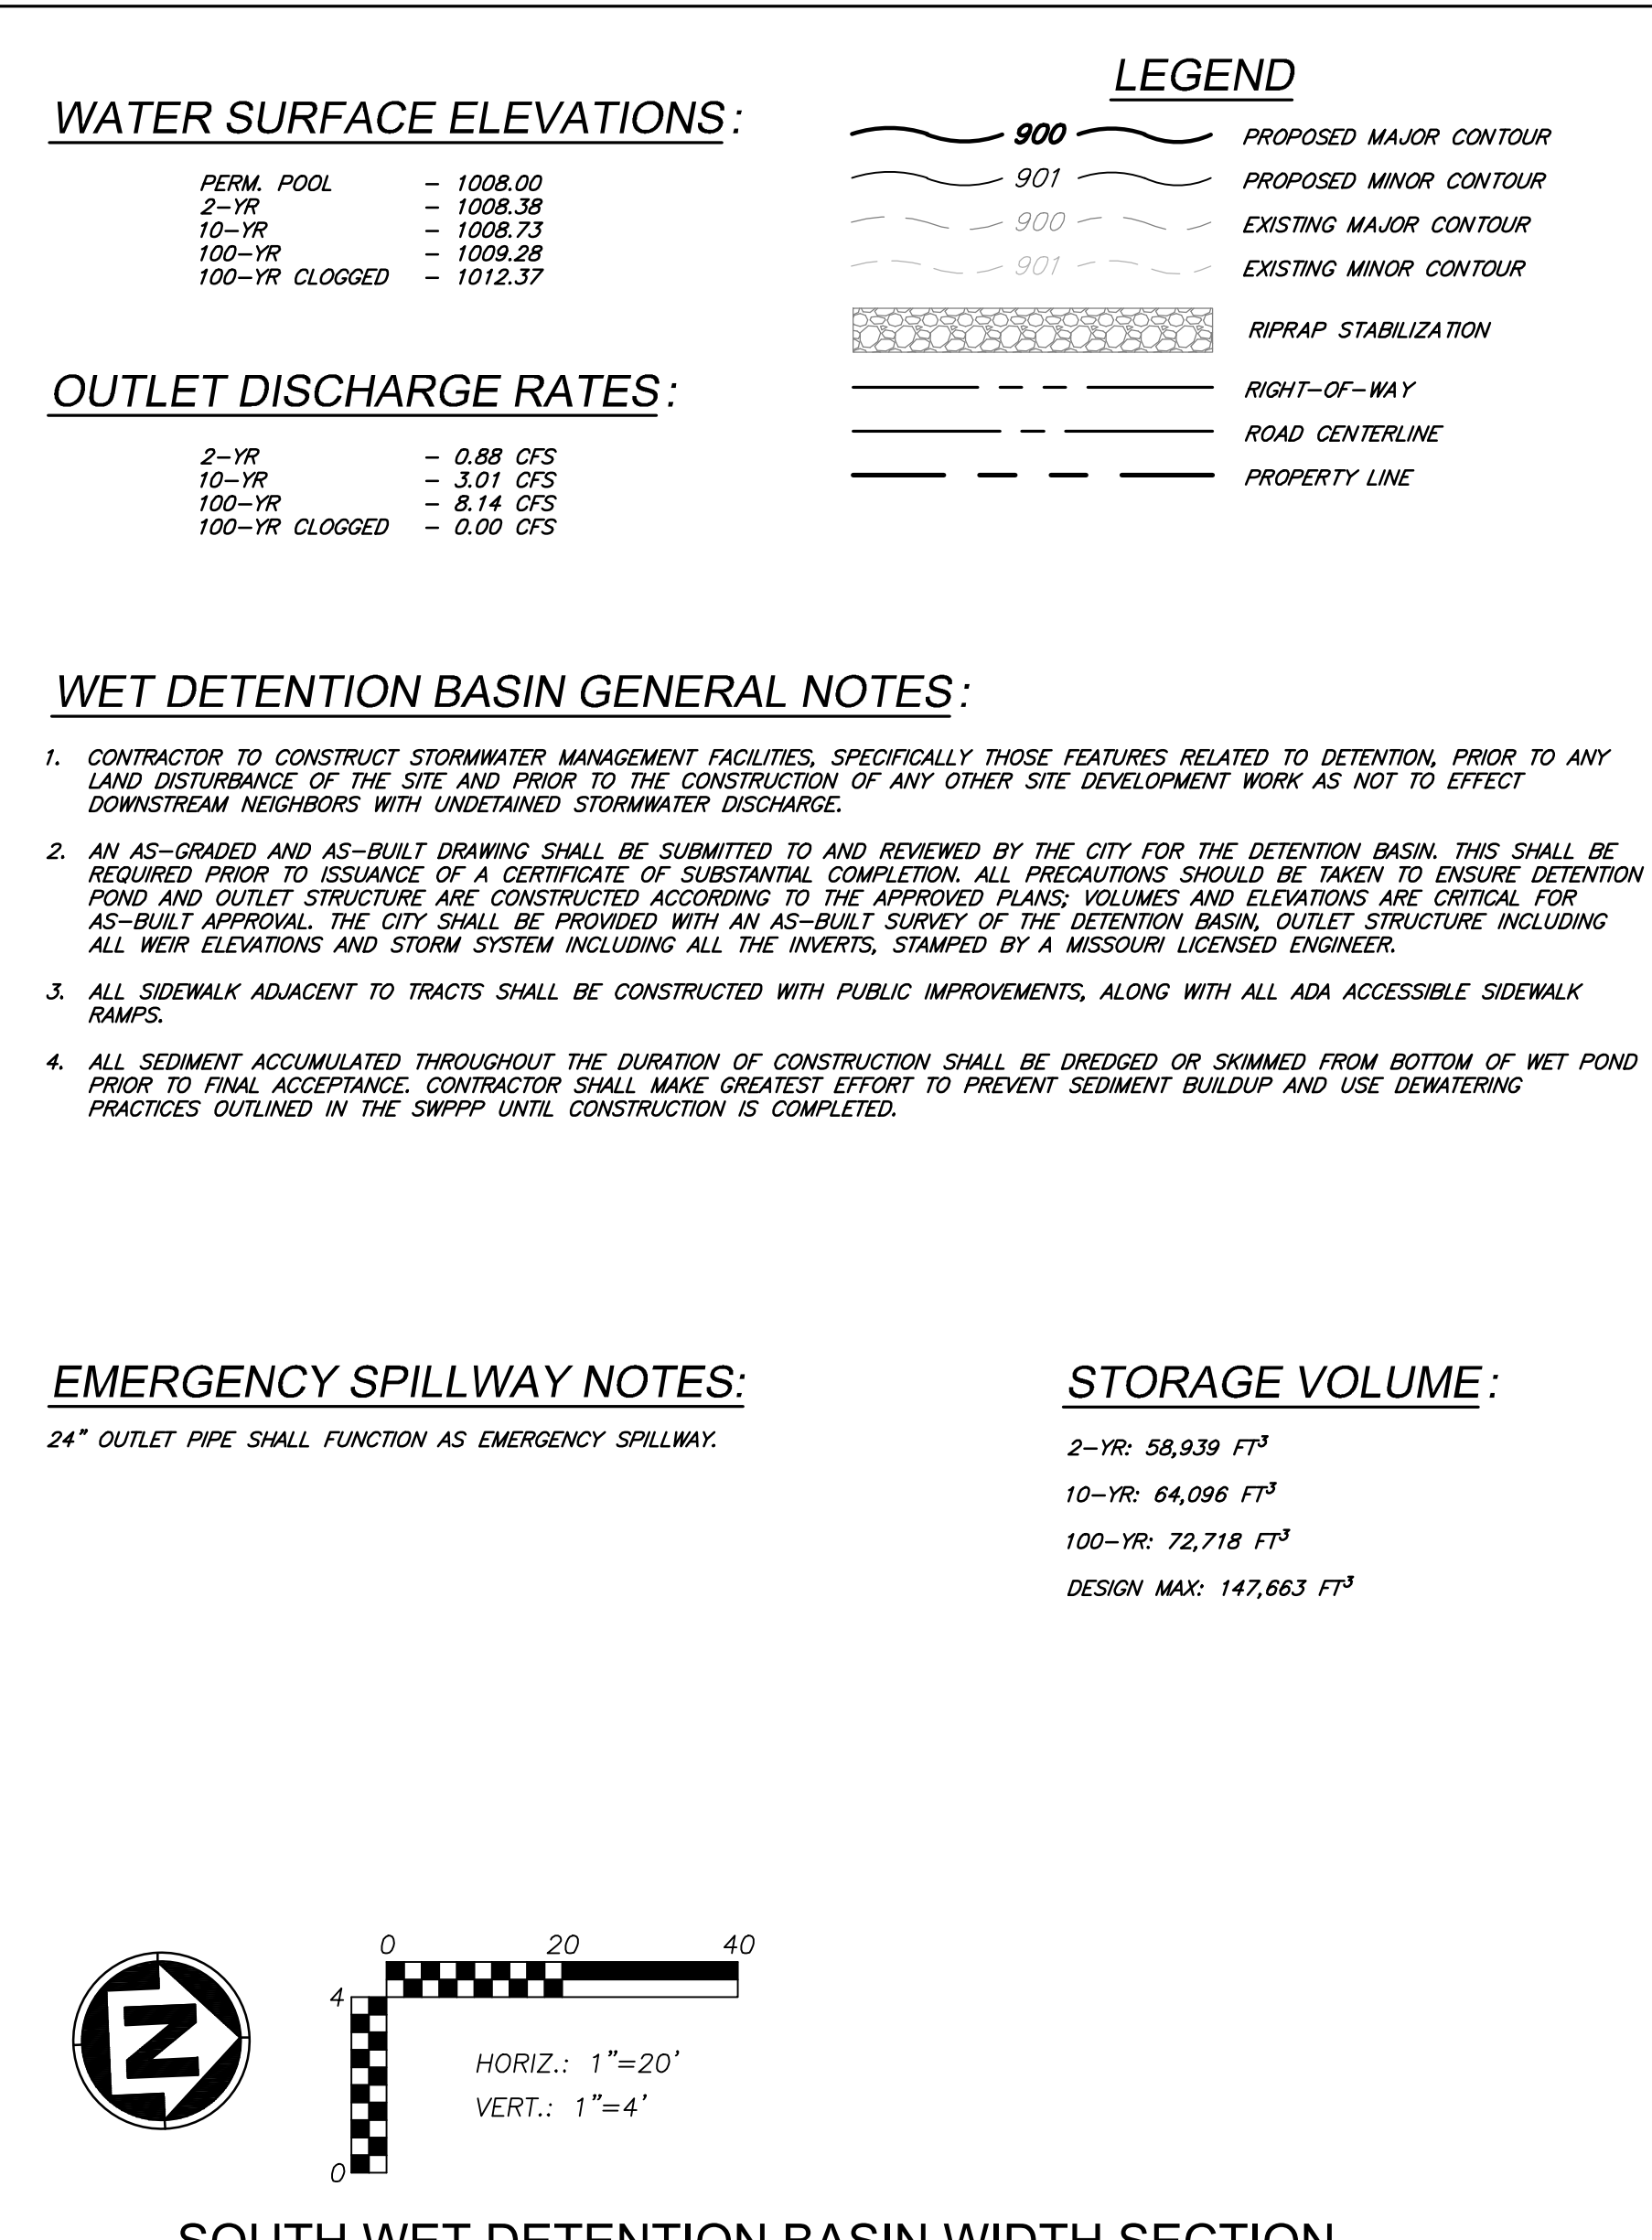 WATER SURFACE ELEVATIONS:
PERM. POOL – 1008.00
2–YR – 1008.38
10–YR – 1008.73
100–YR – 1009.28
100–YR CLOGGED – 1012.37
OUTLET DISCHARGE RATES:
2–YR – 0.88 CFS
10–YR – 3.01 CFS
100–YR – 8.14 CFS
100–YR CLOGGED – 0.00 CFS
LEGEND
900 PROPOSED MAJOR CONTOUR
901 PROPOSED MINOR CONTOUR
900 EXISTING MAJOR CONTOUR
901 EXISTING MINOR CONTOUR
RIPRAP STABILIZATION
RIGHT–OF–WAY
ROAD CENTERLINE
PROPERTY LINE
WET DETENTION BASIN GENERAL NOTES:
1. CONTRACTOR TO CONSTRUCT STORMWATER MANAGEMENT FACILITIES, SPECIFICALLY THOSE FEATURES RELATED TO DETENTION, PRIOR TO ANY
LAND DISTURBANCE OF THE SITE AND PRIOR TO THE CONSTRUCTION OF ANY OTHER SITE DEVELOPMENT WORK AS NOT TO EFFECT
DOWNSTREAM NEIGHBORS WITH UNDETAINED STORMWATER DISCHARGE.
2. AN AS–GRADED AND AS–BUILT DRAWING SHALL BE SUBMITTED TO AND REVIEWED BY THE CITY FOR THE DETENTION BASIN. THIS SHALL BE
REQUIRED PRIOR TO ISSUANCE OF A CERTIFICATE OF SUBSTANTIAL COMPLETION. ALL PRECAUTIONS SHOULD BE TAKEN TO ENSURE DETENTION
POND AND OUTLET STRUCTURE ARE CONSTRUCTED ACCORDING TO THE APPROVED PLANS; VOLUMES AND ELEVATIONS ARE CRITICAL FOR
AS–BUILT APPROVAL. THE CITY SHALL BE PROVIDED WITH AN AS–BUILT SURVEY OF THE DETENTION BASIN, OUTLET STRUCTURE INCLUDING
ALL WEIR ELEVATIONS AND STORM SYSTEM INCLUDING ALL THE INVERTS, STAMPED BY A MISSOURI LICENSED ENGINEER.
3. ALL SIDEWALK ADJACENT TO TRACTS SHALL BE CONSTRUCTED WITH PUBLIC IMPROVEMENTS, ALONG WITH ALL ADA ACCESSIBLE SIDEWALK
RAMPS.
4. ALL SEDIMENT ACCUMULATED THROUGHOUT THE DURATION OF CONSTRUCTION SHALL BE DREDGED OR SKIMMED FROM BOTTOM OF WET POND
PRIOR TO FINAL ACCEPTANCE. CONTRACTOR SHALL MAKE GREATEST EFFORT TO PREVENT SEDIMENT BUILDUP AND USE DEWATERING
PRACTICES OUTLINED IN THE SWPPP UNTIL CONSTRUCTION IS COMPLETED.
EMERGENCY SPILLWAY NOTES:
24" OUTLET PIPE SHALL FUNCTION AS EMERGENCY SPILLWAY.
STORAGE VOLUME:
2–YR: 58,939 FT³
10–YR: 64,096 FT³
100–YR: 72,718 FT³
DESIGN MAX: 147,663 FT³
N
0 20 40
4
0
HORIZ.: 1"=20'
VERT.: 1"=4'
SOUTH WET DETENTION BASIN WIDTH SECTION